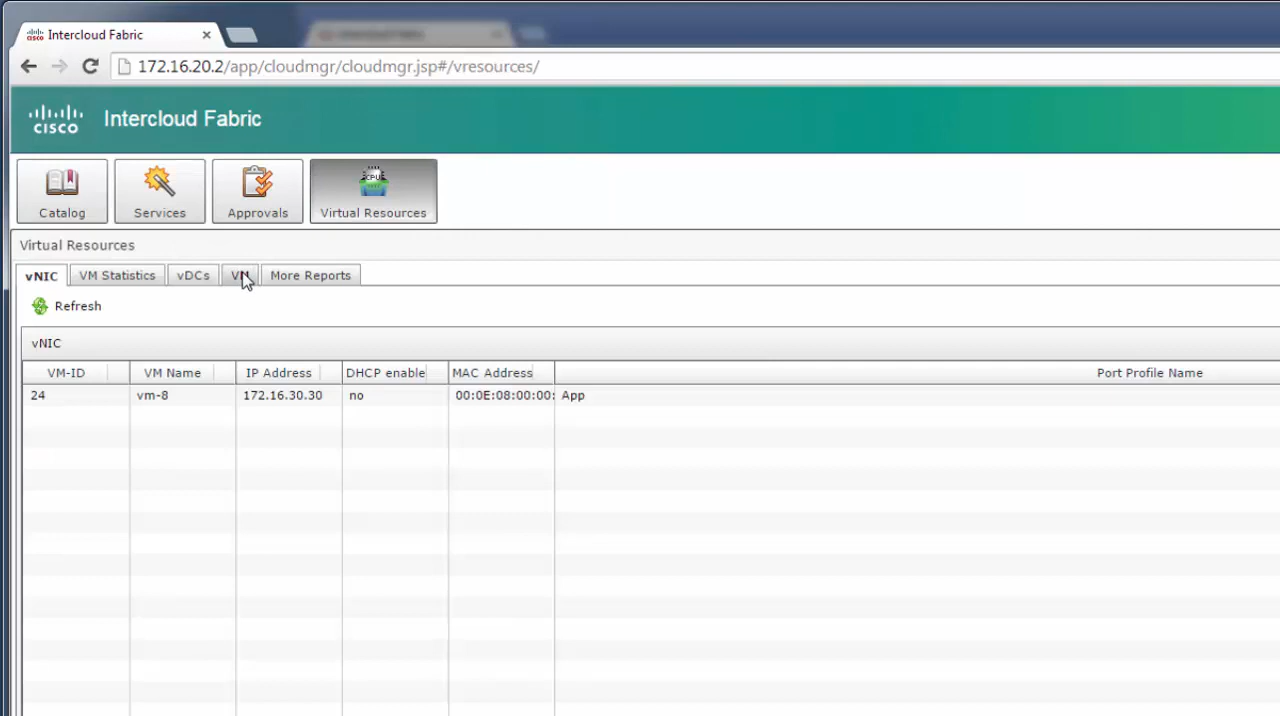 Intercloud Fabric
172.16.20.2/app/cloudmgr/cloudmgr.jsp#/vresources/
CISCO Intercloud Fabric
Catalog Services Approvals CPU Virtual Resources
Virtual Resources
vNIC VM Statistics vDCs VM More Reports
Refresh
vNIC
VM-ID VM Name IP Address DHCP enable MAC Address Port Profile Name
24 vm-8 172.16.30.30 no 00:0E:08:00:00: App